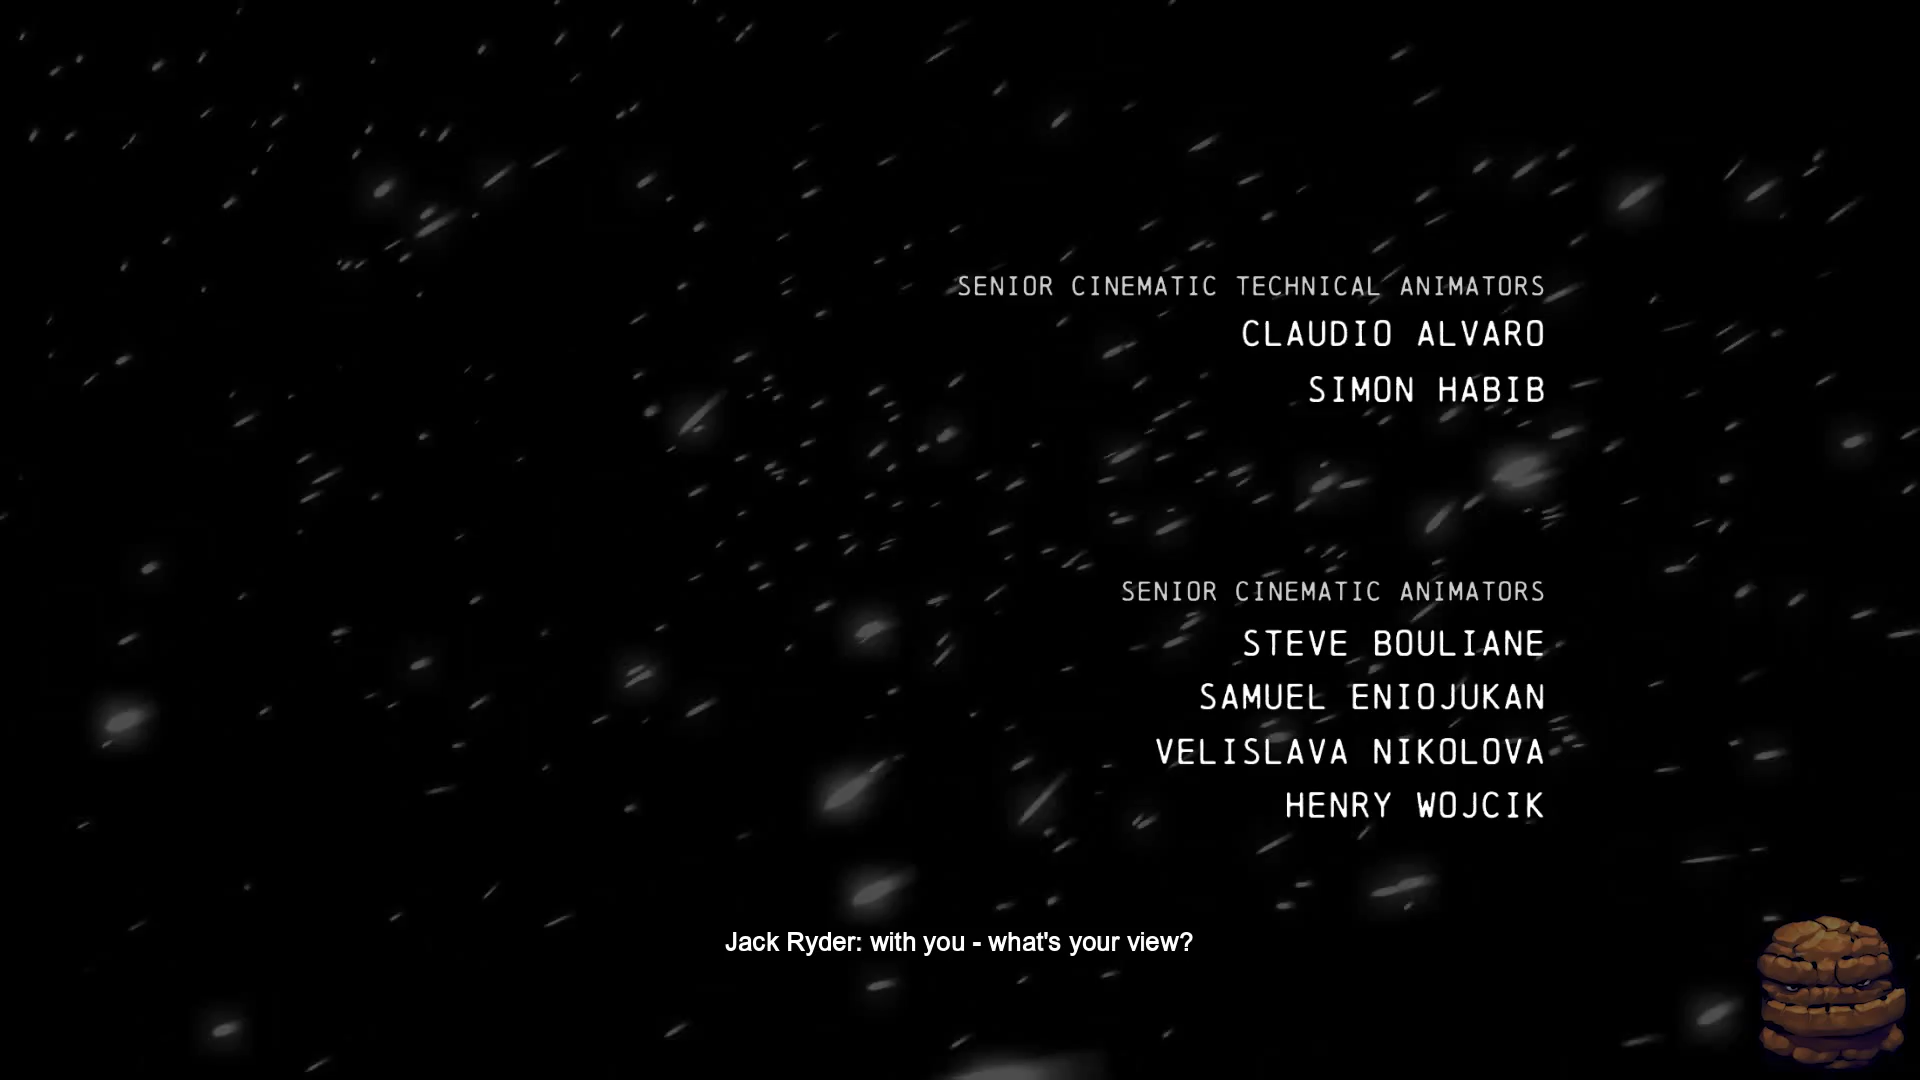 SENIOR CINEMATIC TECHNICAL ANIMATORS
CLAUDIO ALVARO
SIMON HABIB
SENIOR CINEMATIC ANIMATORS
STEVE BOULIANE
SAMUEL ENIOJUKAN
VELISLAVA NIKOLOVA
HENRY WOJCIK
Jack Ryder: with you - what's your view?